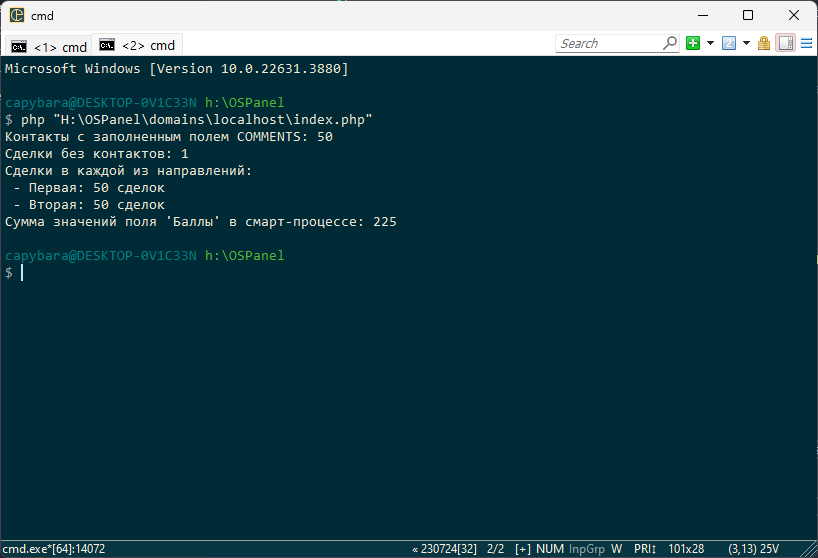 cmd
<1> cmd
<2> cmd
Search
Microsoft Windows [Version 10.0.22631.3880]
capybara@DESKTOP-0V1C33N h:\OSPanel
$ php "H:\OSPanel\domains\localhost\index.php"
Контакты с заполненным полем COMMENTS: 50
Сделки без контактов: 1
Сделки в каждой из направлений:
- Первая: 50 сделок
- Вторая: 50 сделок
Сумма значений поля 'Баллы' в смарт-процессе: 225
capybara@DESKTOP-0V1C33N h:\OSPanel
$
cmd.exe*[64]:14072 « 230724[32] 2/2 [+] NUM InpGrp W PRI↕ 101x28 (3,13) 25V